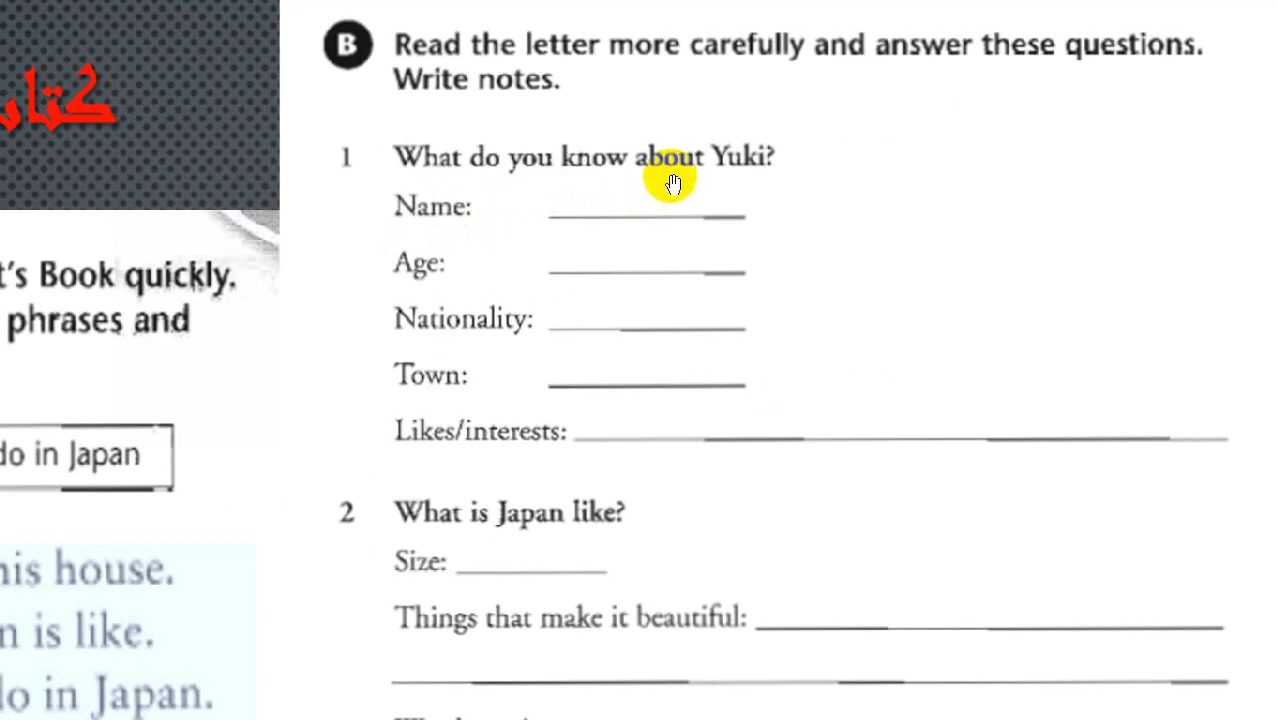 كتاب
t's Book quickly.
phrases and
do in Japan
his house.
n is like.
do in Japan.
B Read the letter more carefully and answer these questions.
Write notes.
1 What do you know about Yuki?
Name:
Age:
Nationality:
Town:
Likes/interests:
2 What is Japan like?
Size:
Things that make it beautiful: